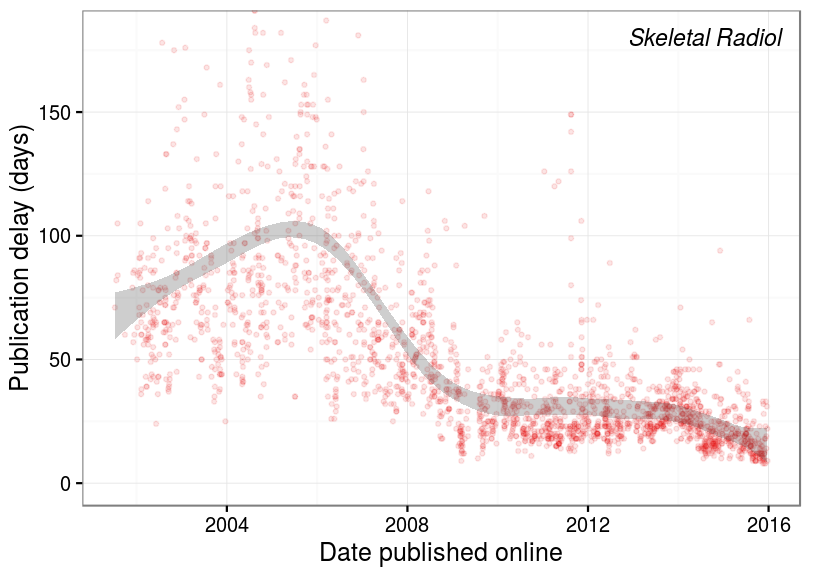 Skeletal Radiol
Publication delay (days)
150
100
50
0
2004
2008
2012
2016
Date published online